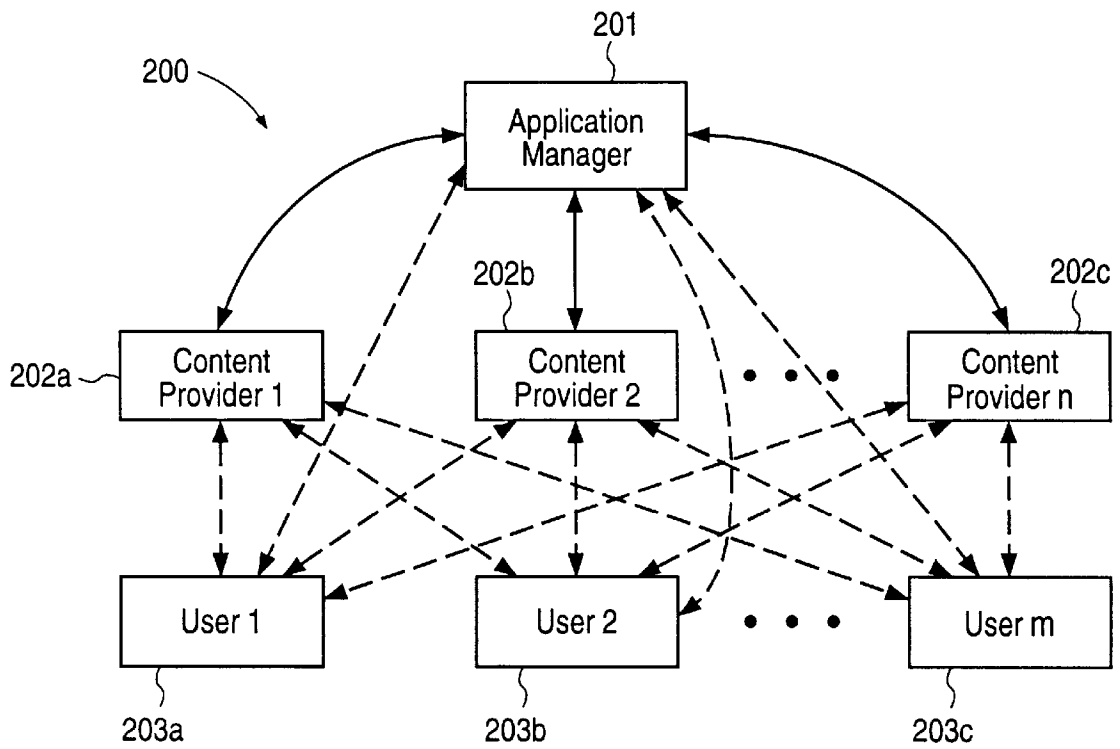 201
200
Application
Manager
202b
202c
202a
Content
Provider 1
Content
Provider 2
Content
Provider n
User 1
User 2
User m
203a
203b
203c